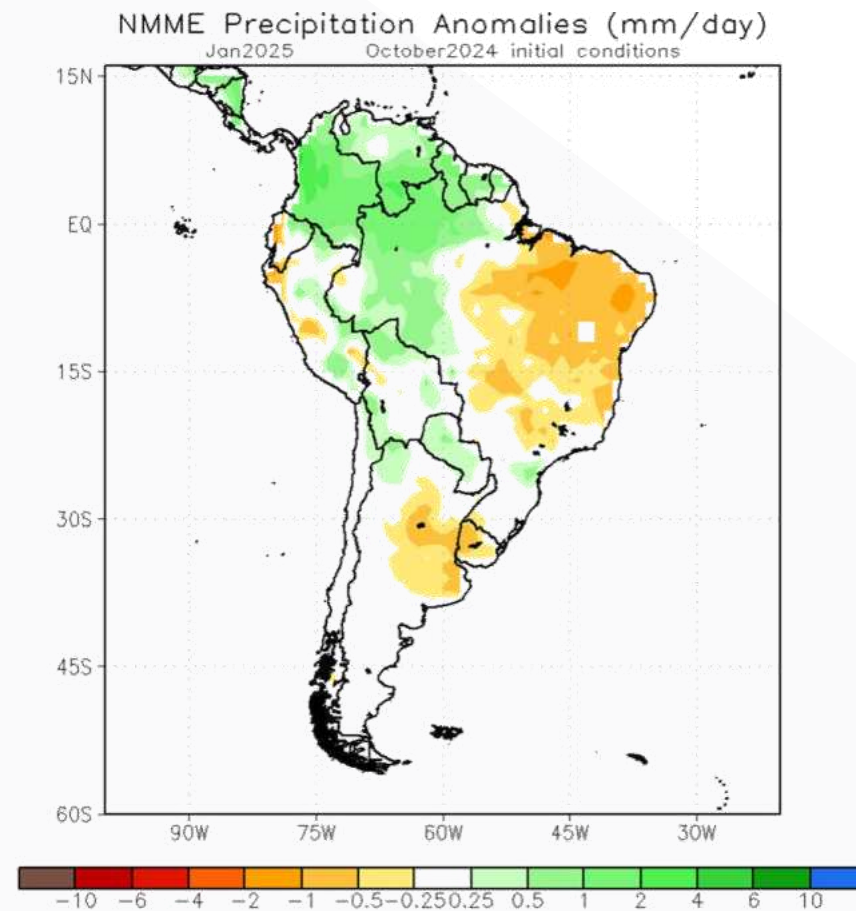 NMME Precipitation Anomalies (mm/day)
Jan2025 October2024 initial conditions
15N
EQ
15S
30S
45S
60S
90W 75W 60W 45W 30W
-10 -6 -4 -2 -1 -0.5 -0.25 0.25 0.5 1 2 4 6 10